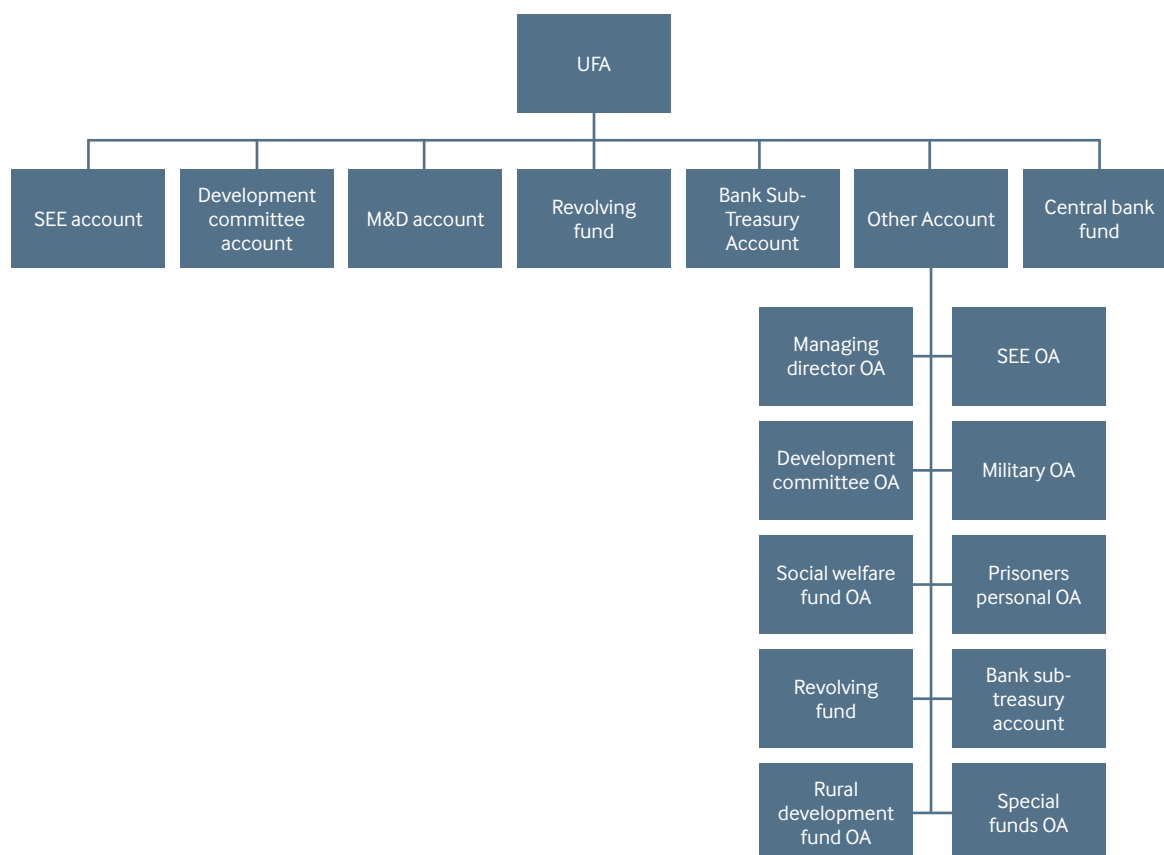 UFA
SEE account
Development
committee
account
M&D account
Revolving
fund
Bank Sub-
Treasury
Account
Other Account
Central bank
fund
Managing
director OA
SEE OA
Development
committee OA
Military OA
Social welfare
fund OA
Prisoners
personal OA
Revolving
fund
Bank sub-
treasury
account
Rural
development
fund OA
Special
funds OA